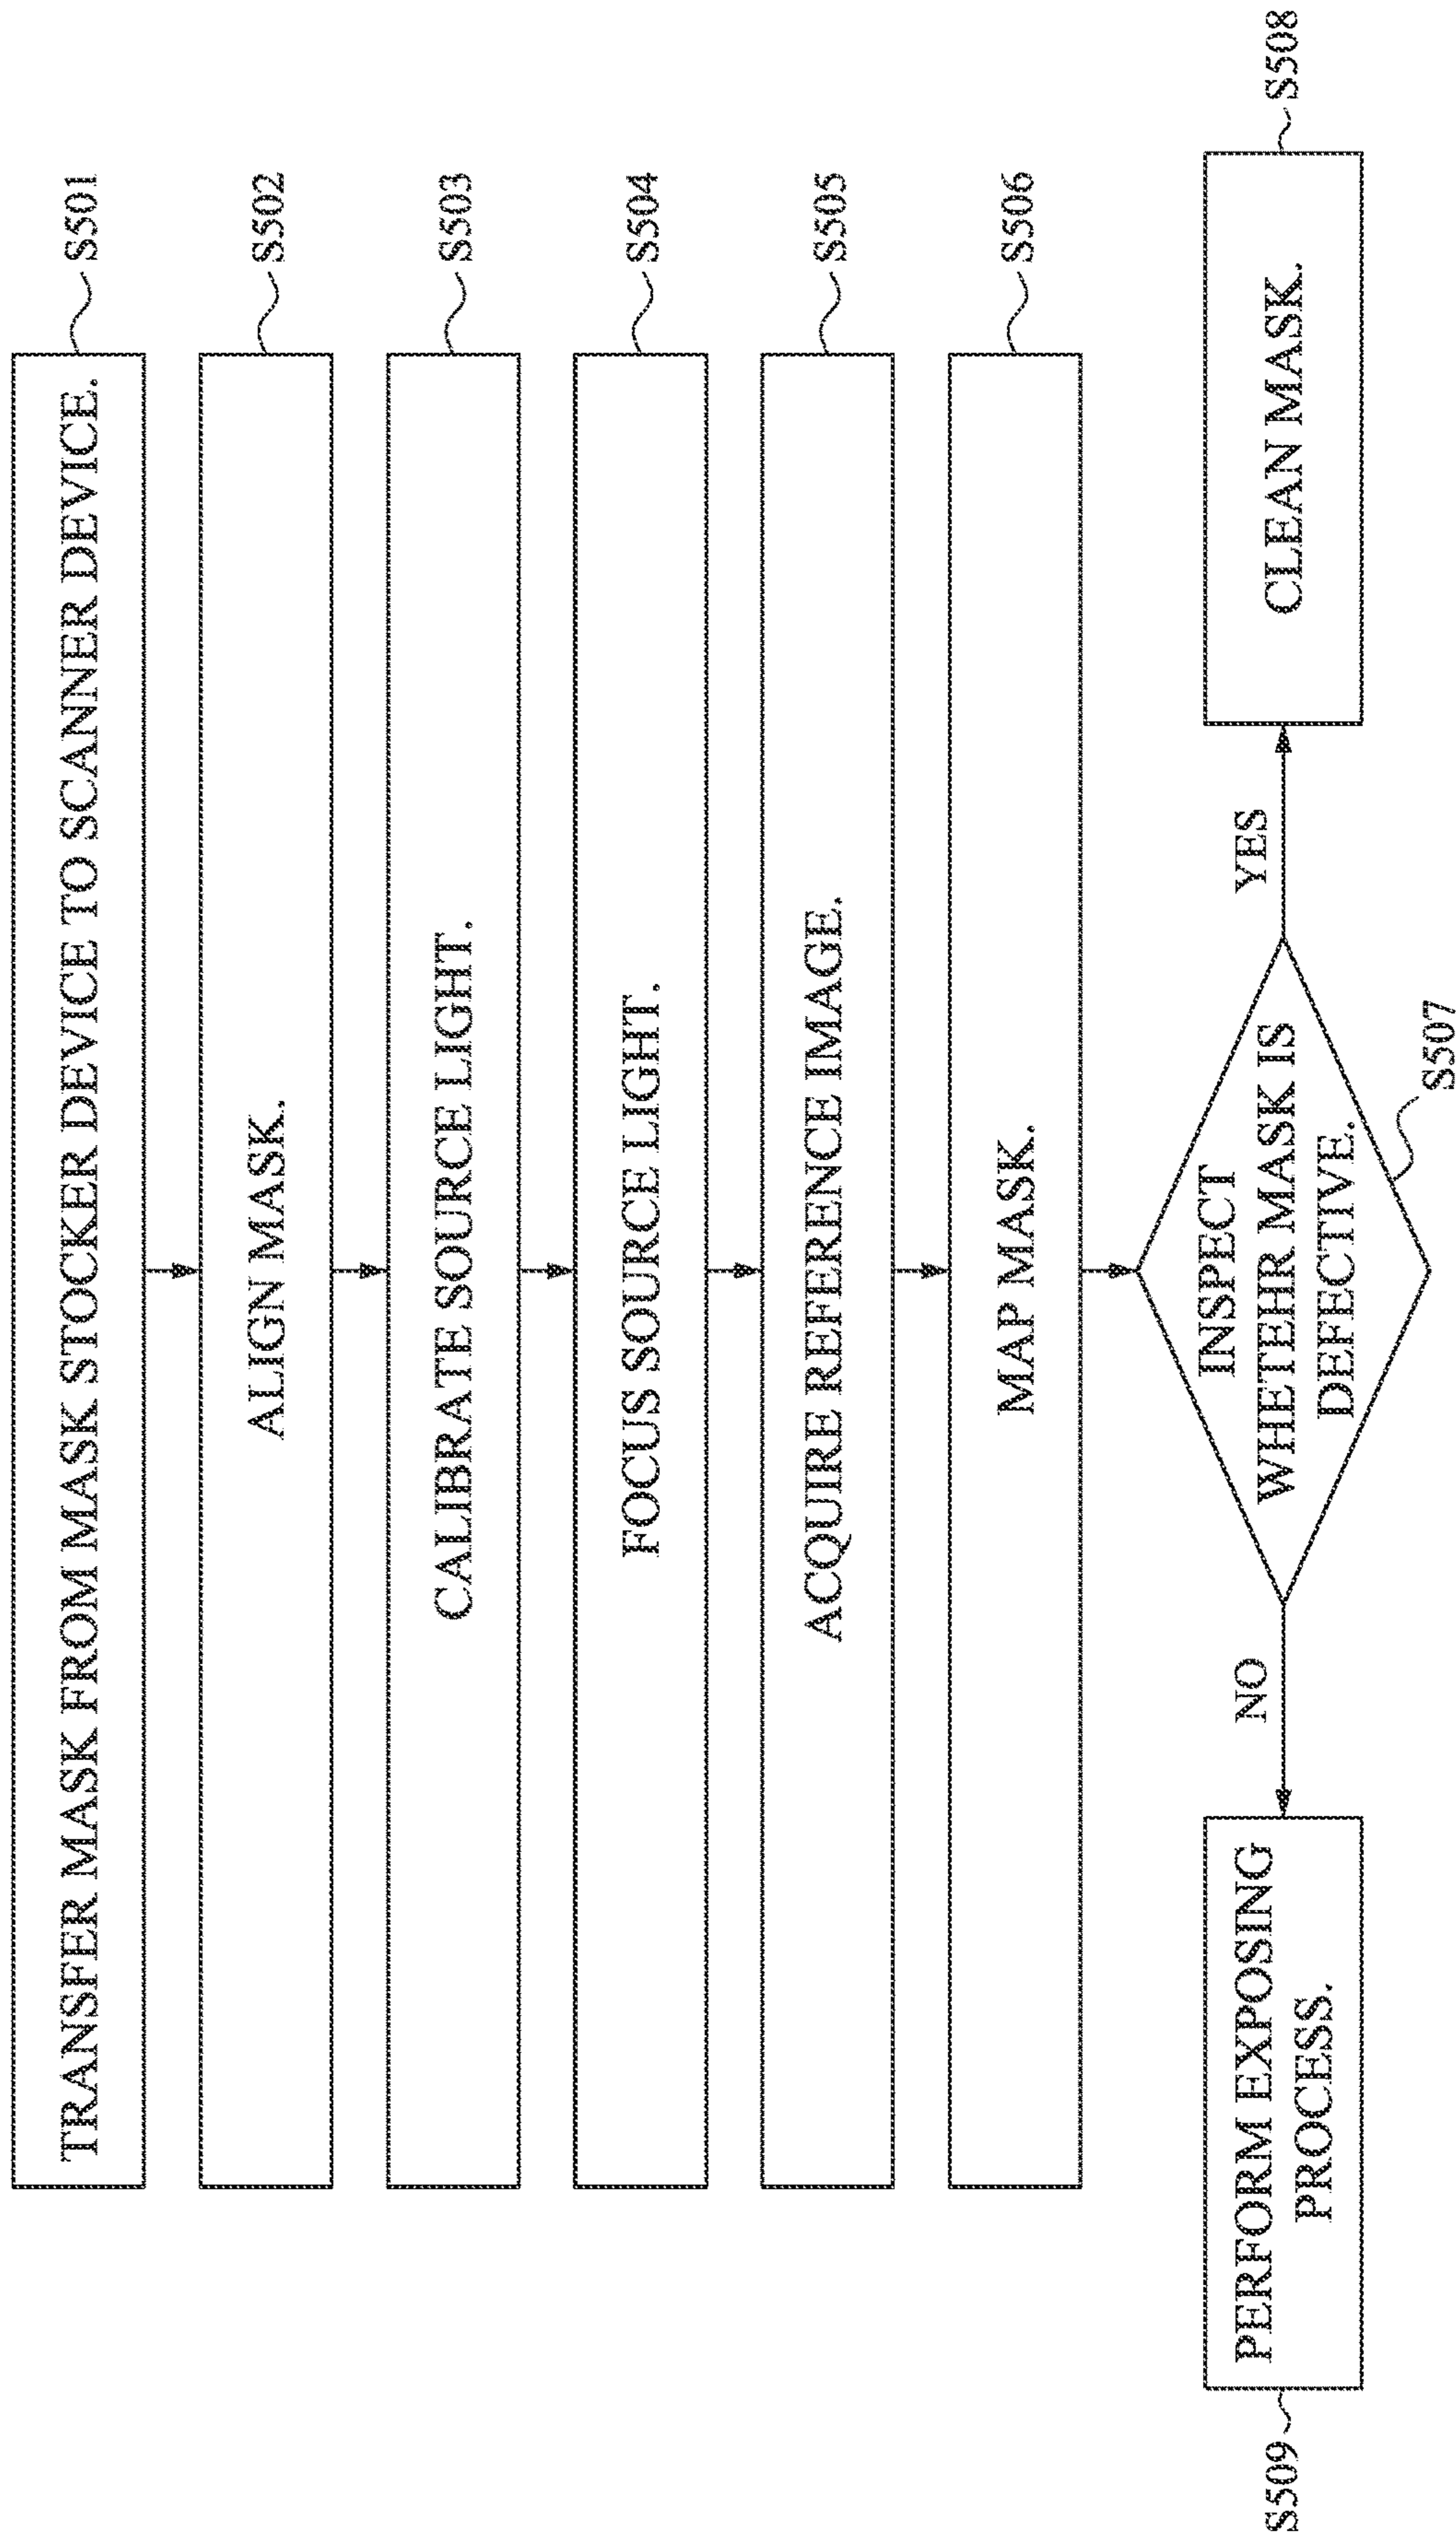 TRANSFER MASK FROM MASK STOCKER DEVICE TO SCANNER DEVICE.
S501
ALIGN MASK.
S502
CALIBRATE SOURCE LIGHT.
S503
FOCUS SOURCE LIGHT.
S504
ACQUIRE REFERENCE IMAGE.
S505
MAP MASK.
S506
INSPECT
WHETEHR MASK IS
DEFECTIVE.
S507
YES
CLEAN MASK.
S508
NO
PERFORM EXPOSING
PROCESS.
S509